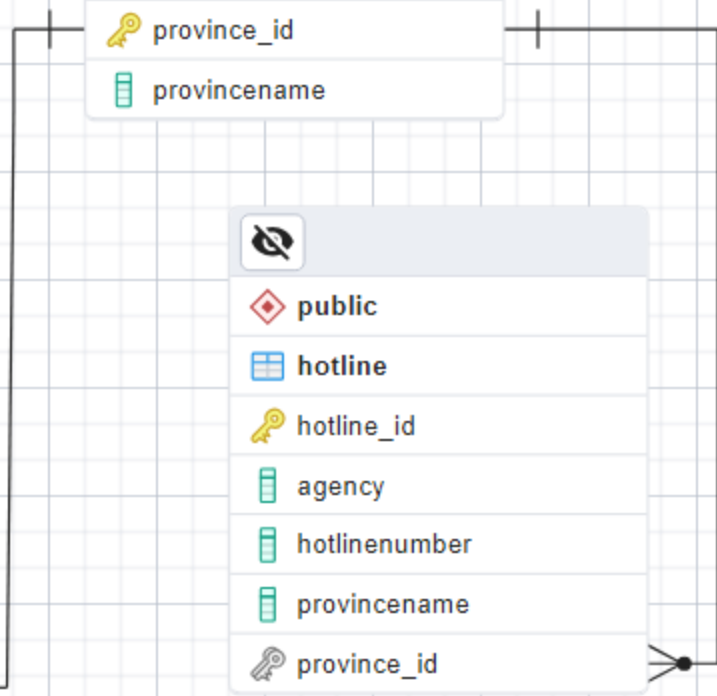 province_id
provincename
public
hotline
hotline_id
agency
hotlinenumber
provincename
province_id